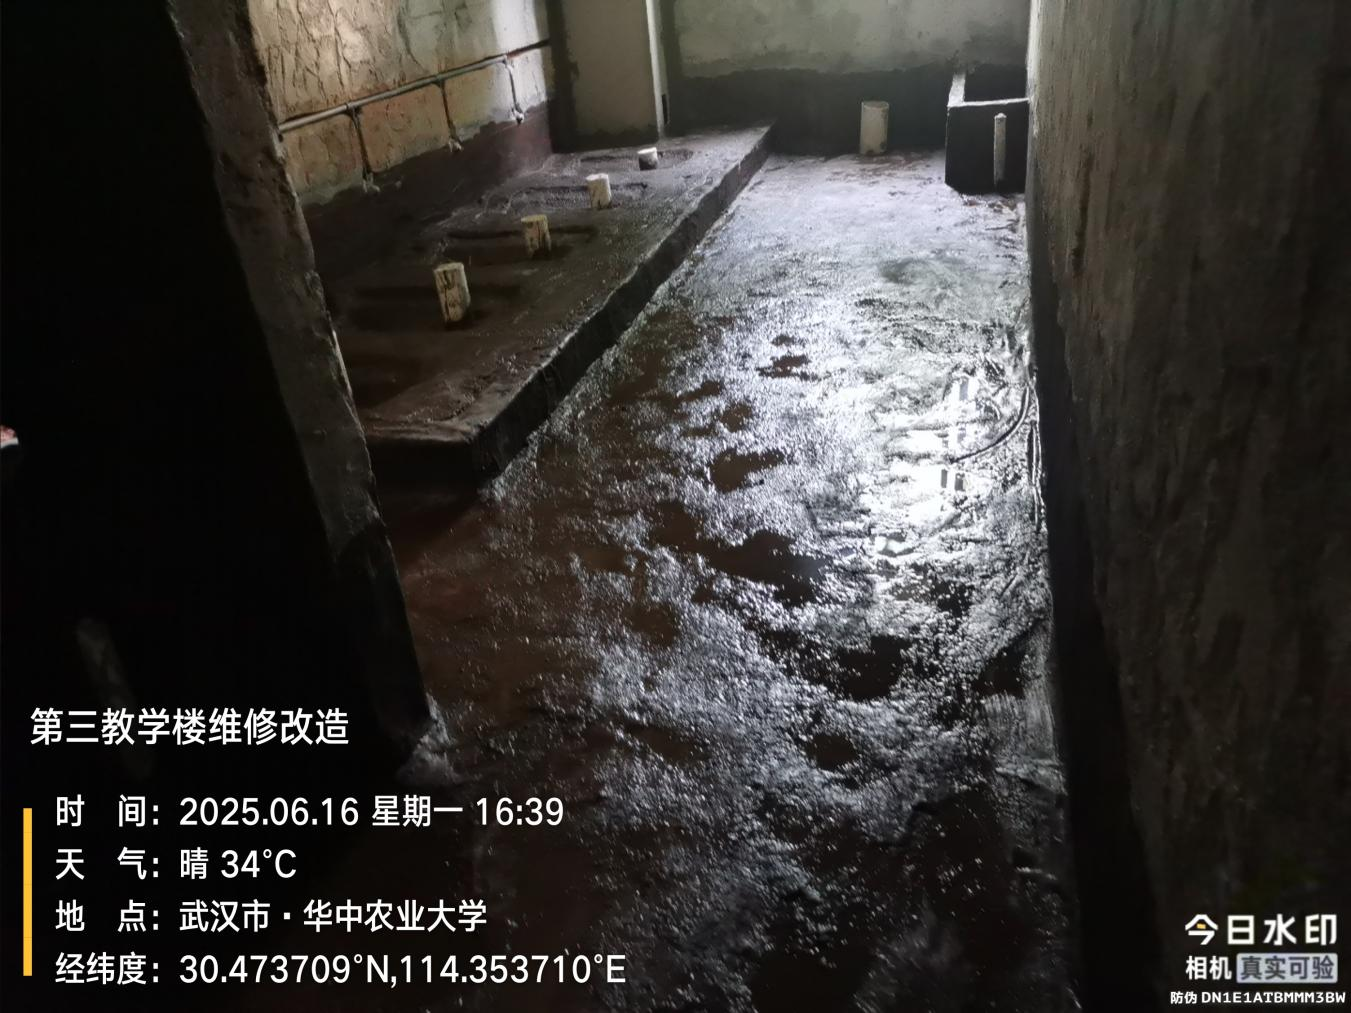 第三教学楼维修改造
时 间：2025.06.16 星期一 16:39
天 气：晴 34°C
地 点：武汉市·华中农业大学
经纬度：30.473709°N,114.353710°E
今日水印
相机 真实可验
防伪 DN1E1ATBMMM3BW